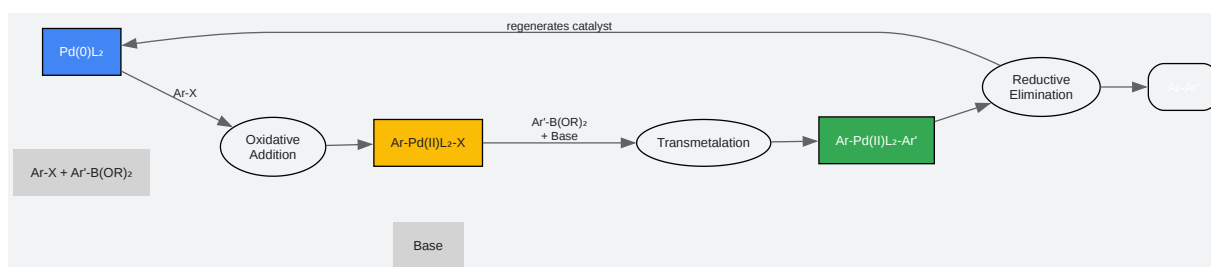 regenerates catalyst
Pd(0)L₂
Ar-X
Oxidative
Addition
Ar-Pd(II)L₂-X
Ar'-B(OR)₂
+ Base
Transmetalation
Ar-Pd(II)L₂-Ar'
Reductive
Elimination
Ar-Ar'
Ar-X + Ar'-B(OR)₂
Base